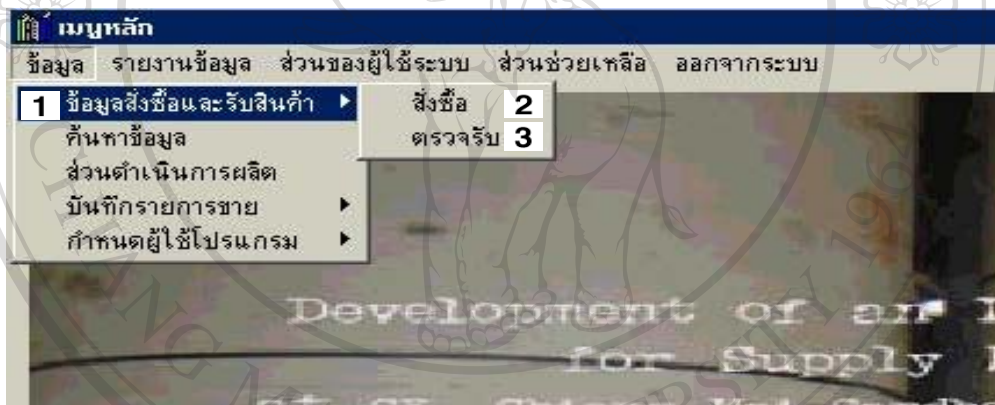 เมนูหลัก
ข้อมูล รายงานข้อมูล ส่วนของผู้ใช้ระบบ ส่วนช่วยเหลือ ออกจากระบบ
1 ข้อมูลสั่งซื้อและรับสินค้า สั่งซื้อ 2
ค้นหาข้อมูล ตรวจรับ 3
ส่วนดำเนินการผลิต
บันทึกรายการขาย
กำหนดผู้ใช้โปรแกรม
Development of an
for Supply